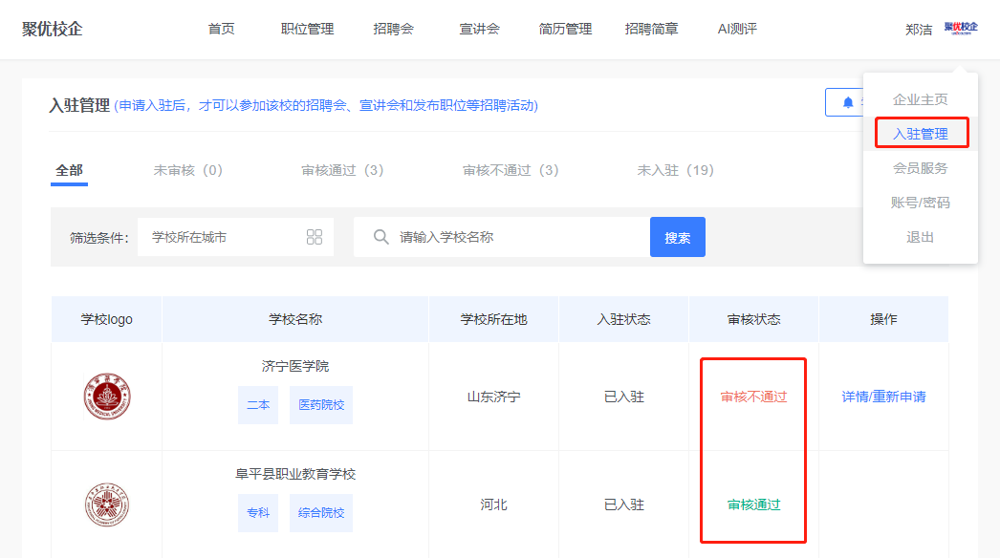 聚优校企
首页 职位管理 招聘会 宣讲会 简历管理 招聘简章 AI测评
郑洁 聚优校企
企业主页
入驻管理
会员服务
账号/密码
退出
入驻管理 (申请入驻后，才可以参加该校的招聘会、宣讲会和发布职位等招聘活动)
全部 未审核（0） 审核通过（3） 审核不通过（3） 未入驻（19）
筛选条件： 学校所在城市 请输入学校名称 搜索
学校logo 学校名称 学校所在地 入驻状态 审核状态 操作
济宁医学院
二本 医药院校
山东济宁 已入驻 审核不通过 详情/重新申请
阜平县职业教育学校
专科 综合院校
河北 已入驻 审核通过